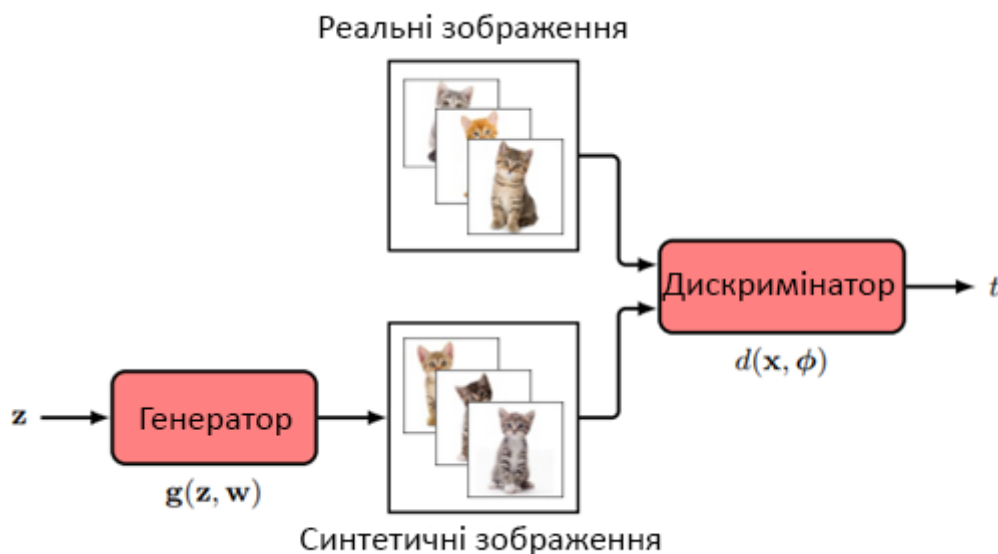 Реальні зображення
Дискримінатор
t
d(x, ϕ)
z
Генератор
g(z, w)
Синтетичні зображення